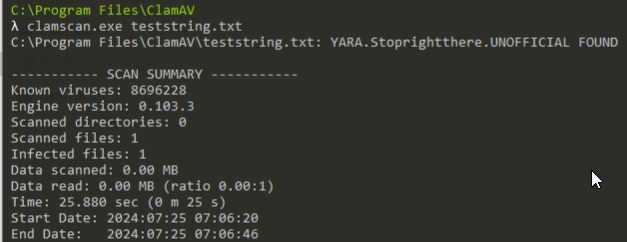 C:\Program Files\ClamAV
λ clamscan.exe teststring.txt
C:\Program Files\ClamAV\teststring.txt: YARA.Stoprightthere.UNOFFICIAL FOUND
----------- SCAN SUMMARY -----------
Known viruses: 8696228
Engine version: 0.103.3
Scanned directories: 0
Scanned files: 1
Infected files: 1
Data scanned: 0.00 MB
Data read: 0.00 MB (ratio 0.00:1)
Time: 25.880 sec (0 m 25 s)
Start Date: 2024:07:25 07:06:20
End Date:   2024:07:25 07:06:46